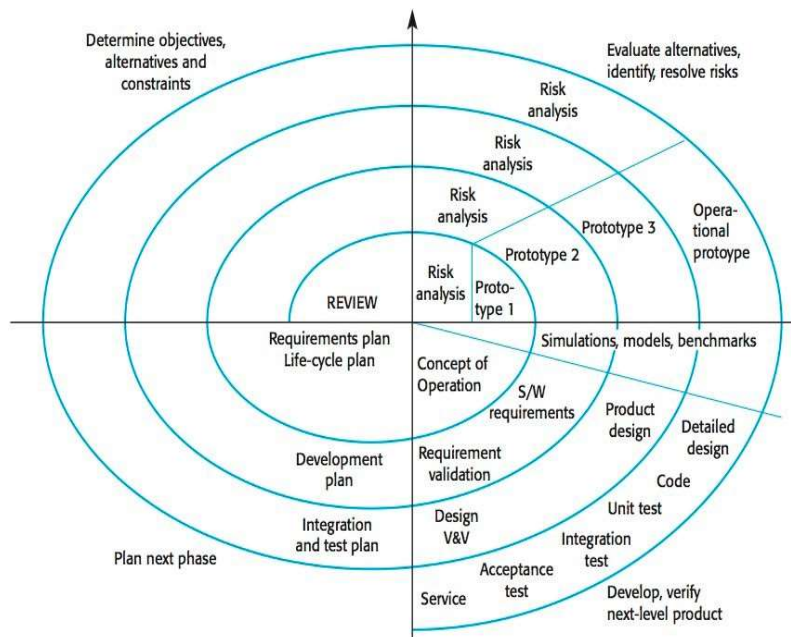 Determine objectives,
alternatives and
constraints
Evaluate alternatives,
identify, resolve risks
Risk
analysis
Risk
analysis
Risk
analysis
Risk
analysis
Proto-
type 1
Prototype 2
Prototype 3
Opera-
tional
protoype
REVIEW
Requirements plan
Life-cycle plan
Simulations, models, benchmarks
Concept of
Operation
S/W
requirements
Product
design
Detailed
design
Development
plan
Requirement
validation
Code
Unit test
Integration
and test plan
Design
V&V
Integration
test
Plan next phase
Acceptance
test
Service
Develop, verify
next-level product